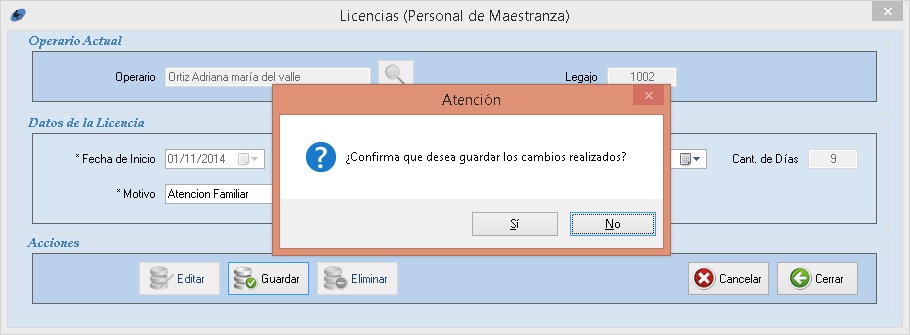 Licencias (Personal de Maestranza)
Operario Actual
Operario Ortiz Adriana maría del valle Legajo 1002
Atención
Datos de la Licencia
¿Confirma que desea guardar los cambios realizados?
* Fecha de Inicio 01/11/2014 Cant. de Días 9
* Motivo Atencion Familiar
Sí No
Acciones
Editar Guardar Eliminar Cancelar Cerrar